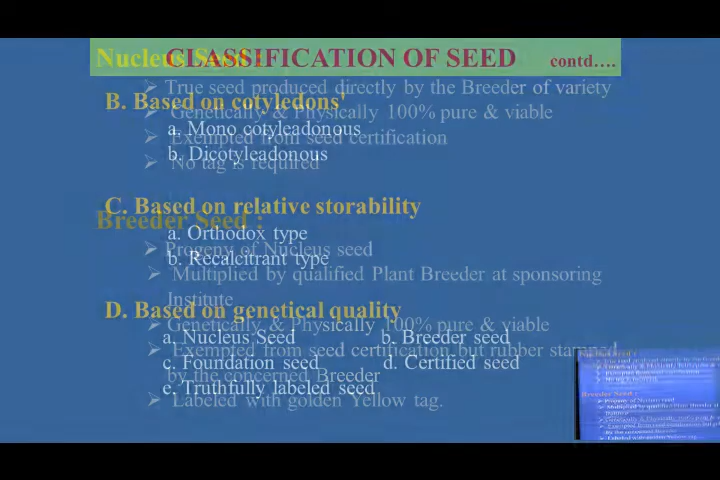 CLASSIFICATION OF SEED contd….
B. Based on cotyledons'
a. Mono cotyleadonous
b. Dicotyleadonous
C. Based on relative storability
a. Orthodox type
b. Recalcitrant type
D. Based on genetical quality
a. Nucleus Seed b. Breeder seed
c. Foundation seed d. Certified seed
e. Truthfully labeled seed
Nucleus Seed :
➢ True seed produced directly by the Breeder of variety
➢ Genetically & Physically 100% pure & viable
➢ Exempted from seed certification
➢ No tag is required
Breeder Seed :
➢ Progeny of Nucleus seed
➢ Multiplied by qualified Plant Breeder at sponsoring
Institute
➢ Genetically & Physically 100% pure & viable
➢ Exempted from seed certification but rubber stamped
by the concerned Breeder
➢ Labeled with golden Yellow tag.